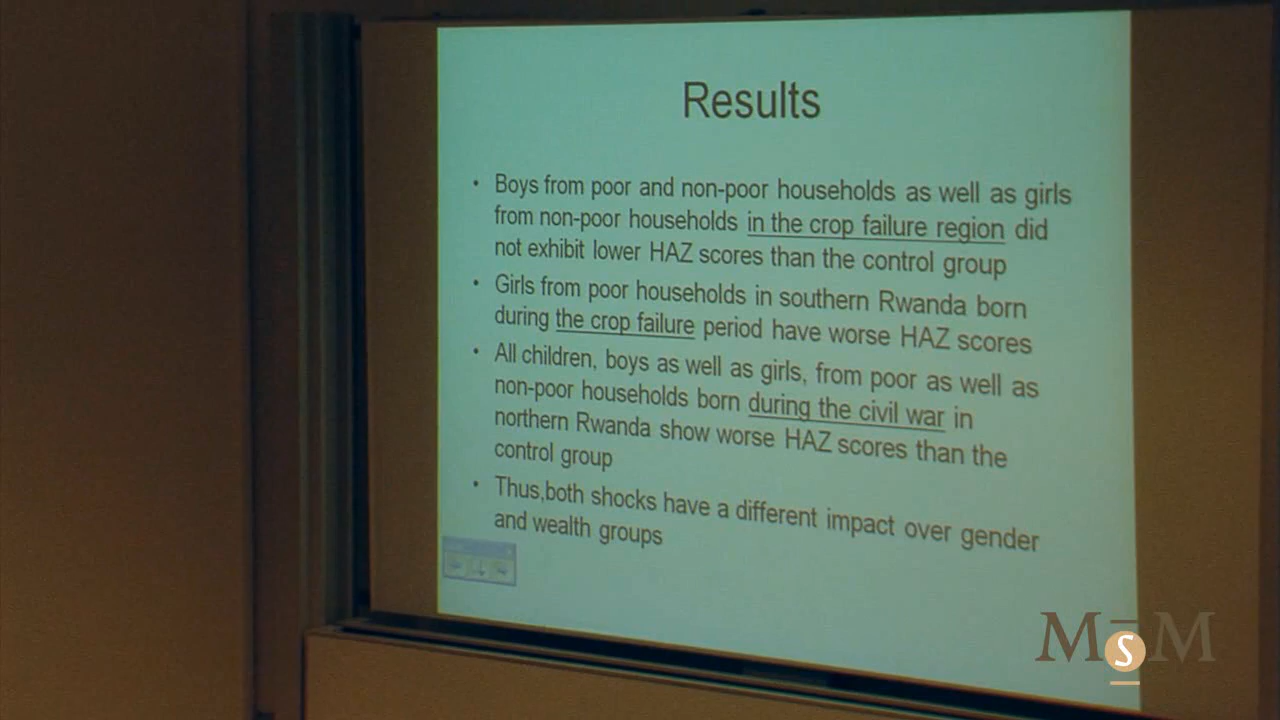 Results
• Boys from poor and non-poor households as well as girls
from non-poor households in the crop failure region did
not exhibit lower HAZ scores than the control group
• Girls from poor households in southern Rwanda born
during the crop failure period have worse HAZ scores
• All children, boys as well as girls, from poor as well as
non-poor households born during the civil war in
northern Rwanda show worse HAZ scores than the
control group
• Thus,both shocks have a different impact over gender
and wealth groups
MSM